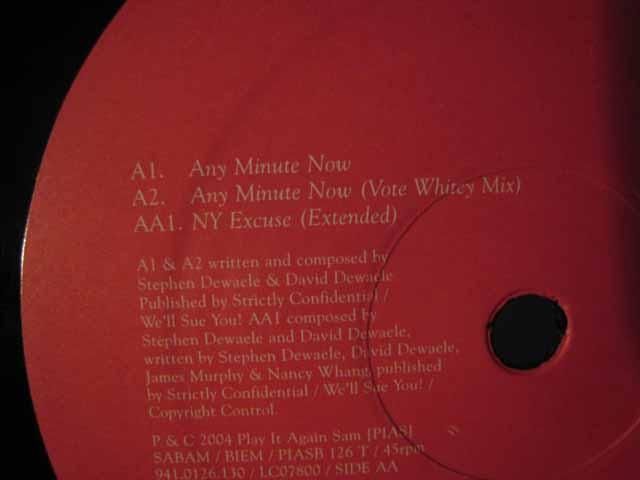 A1. Any Minute Now
A2. Any Minute Now (Vote Whitey Mix)
AA1. NY Excuse (Extended)
A1 & A2 written and composed by
Stephen Dewaele & David Dewaele
Published by Strictly Confidential /
We'll Sue You! AA1 composed by
Stephen Dewaele and David Dewaele,
written by Stephen Dewaele, David Dewaele,
James Murphy & Nancy Whang, published
by Strictly Confidential / We'll Sue You! /
Copyright Control.
P & C 2004 Play It Again Sam [PIAS]
SABAM / BIEM / PIASB 126 T / 45rpm
941.0126.130 / LC07800 / SIDE AA